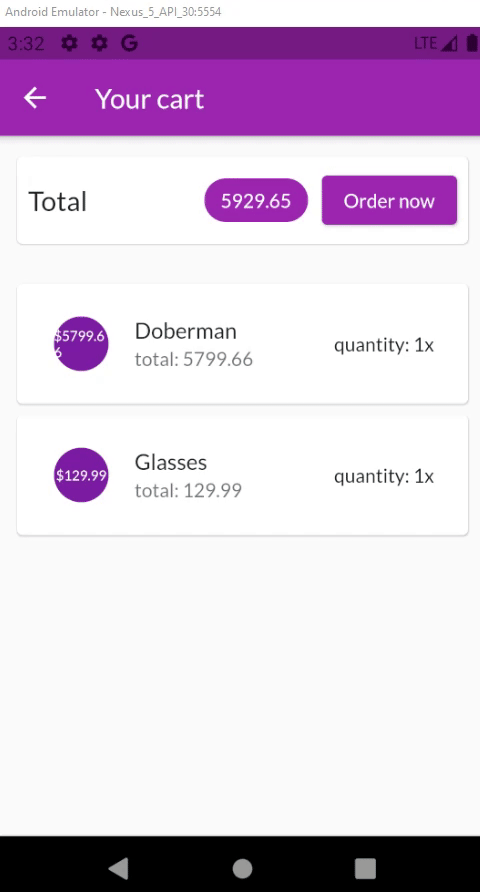 Android Emulator - Nexus_5_API_30:5554
3:32 G LTE
Your cart
Total 5929.65 Order now
$5799.6
6
Doberman
total: 5799.66
quantity: 1x
$129.99
Glasses
total: 129.99
quantity: 1x